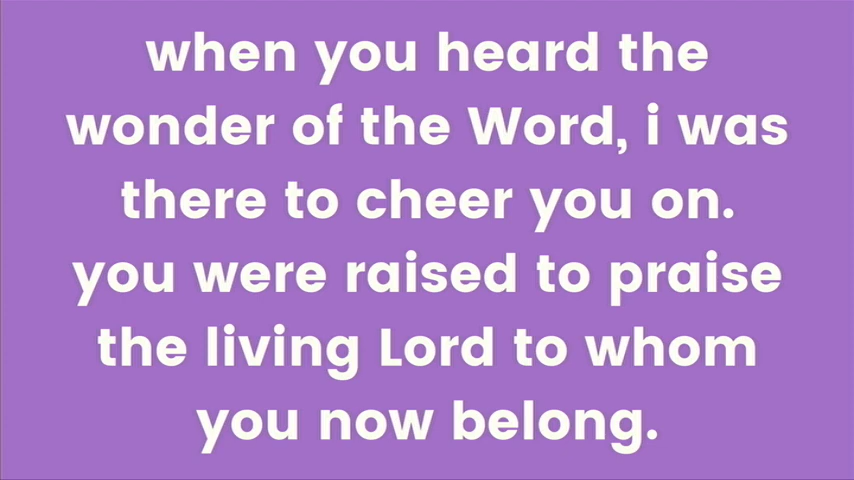 when you heard the
wonder of the Word, i was
there to cheer you on.
you were raised to praise
the living Lord to whom
you now belong.